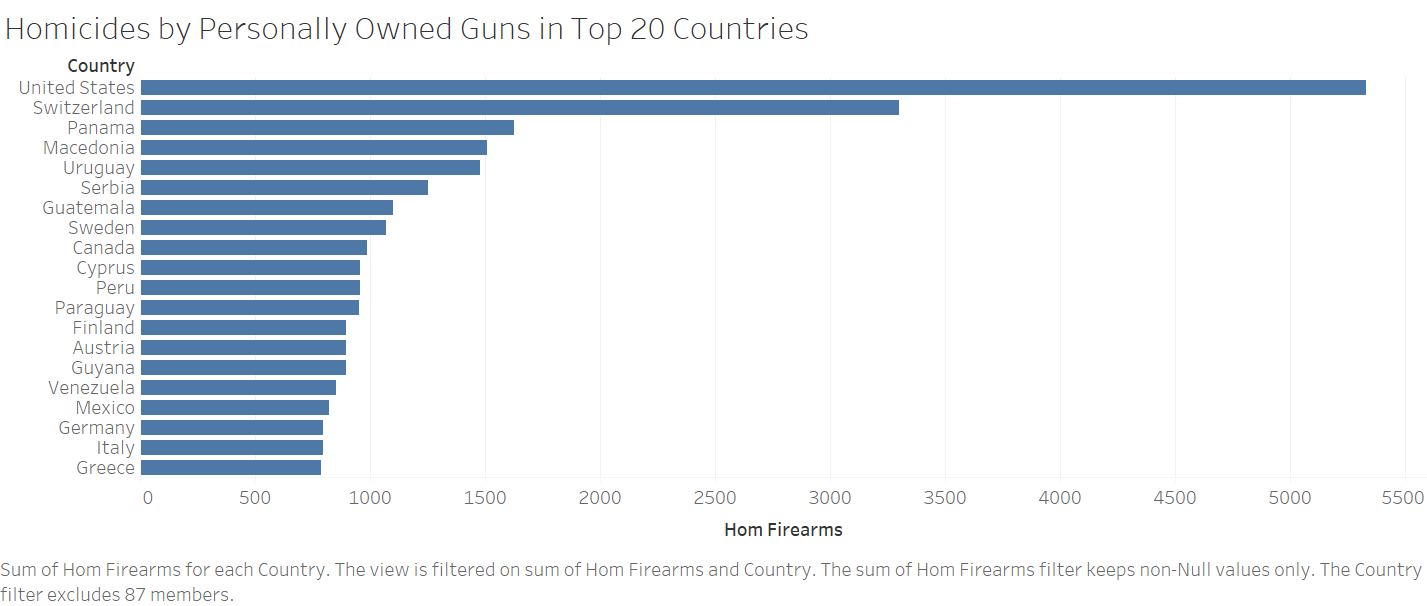 Homicides by Personally Owned Guns in Top 20 Countries
Country
United States
Switzerland
Panama
Macedonia
Uruguay
Serbia
Guatemala
Sweden
Canada
Cyprus
Peru
Paraguay
Finland
Austria
Guyana
Venezuela
Mexico
Germany
Italy
Greece
0 500 1000 1500 2000 2500 3000 3500 4000 4500 5000 5500
Hom Firearms
Sum of Hom Firearms for each Country. The view is filtered on sum of Hom Firearms and Country. The sum of Hom Firearms filter keeps non-Null values only. The Country
filter excludes 87 members.